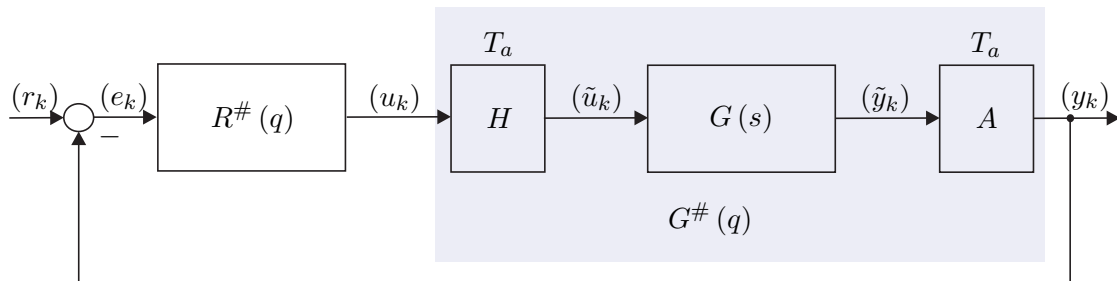 T_a T_a
(r_k) (e_k) R^# (q) (u_k) H (ũ_k) G (s) (ỹ_k) A (y_k)
−
G^# (q)